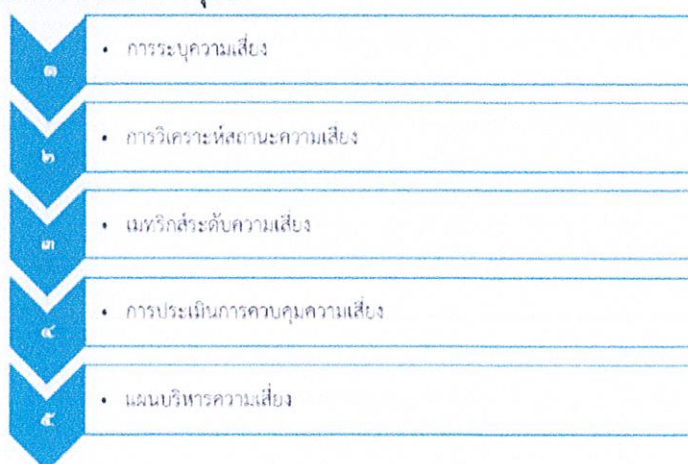 ๑
• การระบุความเสี่ยง
๒
• การวิเคราะห์สถานะความเสี่ยง
๓
• เมทริกส์ระดับความเสี่ยง
๔
• การประเมินการควบคุมความเสี่ยง
๕
• แผนบริหารความเสี่ยง